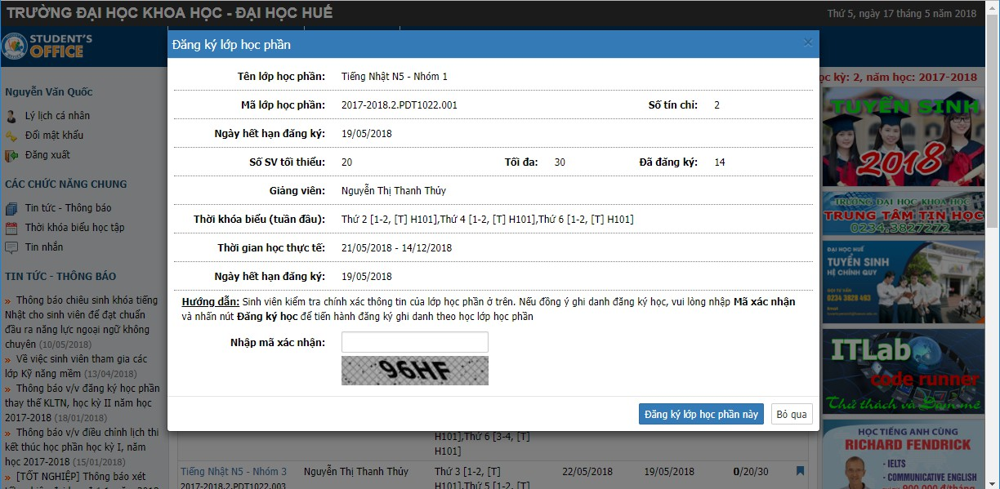 TRƯỜNG ĐẠI HỌC KHOA HỌC - ĐẠI HỌC HUẾ
Thứ 5, ngày 17 tháng 5 năm 2018
STUDENT'S
OFFICE
Nguyễn Văn Quốc
Lý lịch cá nhân
Đổi mật khẩu
Đăng xuất
CÁC CHỨC NĂNG CHUNG
Tin tức - Thông báo
Thời khóa biểu học tập
Tin nhắn
TIN TỨC - THÔNG BÁO
» Thông báo chiêu sinh khóa tiếng
Nhật cho sinh viên để đạt chuẩn
đầu ra năng lực ngoại ngữ không
chuyên (10/05/2018)
» Về việc sinh viên tham gia các
lớp Kỹ năng mềm (13/04/2018)
» Thông báo v/v đăng ký học phần
thay thế KLTN, học kỳ II năm học
2017-2018 (18/01/2018)
» Thông báo v/v điều chỉnh lịch thi
kết thúc học phần học kỳ I, năm
học 2017-2018 (15/01/2018)
» [TỐT NGHIỆP] Thông báo xét
Đăng ký lớp học phần
×
Tên lớp học phần: Tiếng Nhật N5 - Nhóm 1
Mã lớp học phần: 2017-2018.2.PDT1022.001 Số tín chỉ: 2
Ngày hết hạn đăng ký: 19/05/2018
Số SV tối thiểu: 20 Tối đa: 30 Đã đăng ký: 14
Giảng viên: Nguyễn Thị Thanh Thủy
Thời khóa biểu (tuần đầu): Thứ 2 [1-2, [T] H101],Thứ 4 [1-2, [T] H101],Thứ 6 [1-2, [T] H101]
Thời gian học thực tế: 21/05/2018 - 14/12/2018
Ngày hết hạn đăng ký: 19/05/2018
Hướng dẫn: Sinh viên kiểm tra chính xác thông tin của lớp học phần ở trên. Nếu đồng ý ghi danh đăng ký học, vui lòng nhập Mã xác nhận
và nhấn nút Đăng ký học để tiến hành đăng ký ghi danh theo học lớp học phần
Nhập mã xác nhận:
96HF
Đăng ký lớp học phần này Bỏ qua
H101],Thứ 6 [3-4, [T]
H101]
Tiếng Nhật N5 - Nhóm 3 Nguyễn Thị Thanh Thủy Thứ 3 [1-2, [T] 22/05/2018 19/05/2018 0/20/30
2017-2018.2.PDT1022.003 H101],Thứ 5 [1-2, [T]
học kỳ: 2, năm học: 2017-2018
TUYỂN SINH
2018
TRƯỜNG ĐẠI HỌC KHOA HỌC
TRUNG TÂM TIN HỌC
0234.3827272
ĐẠI HỌC HUẾ
TUYỂN SINH
HỆ CHÍNH QUY
0234 3828 493
ITLab
code runner
Thử thách và Đam mê
HỌC TIẾNG ANH CÙNG
RICHARD FENDRICK
- IELTS
- COMMUNICATIVE ENGLISH